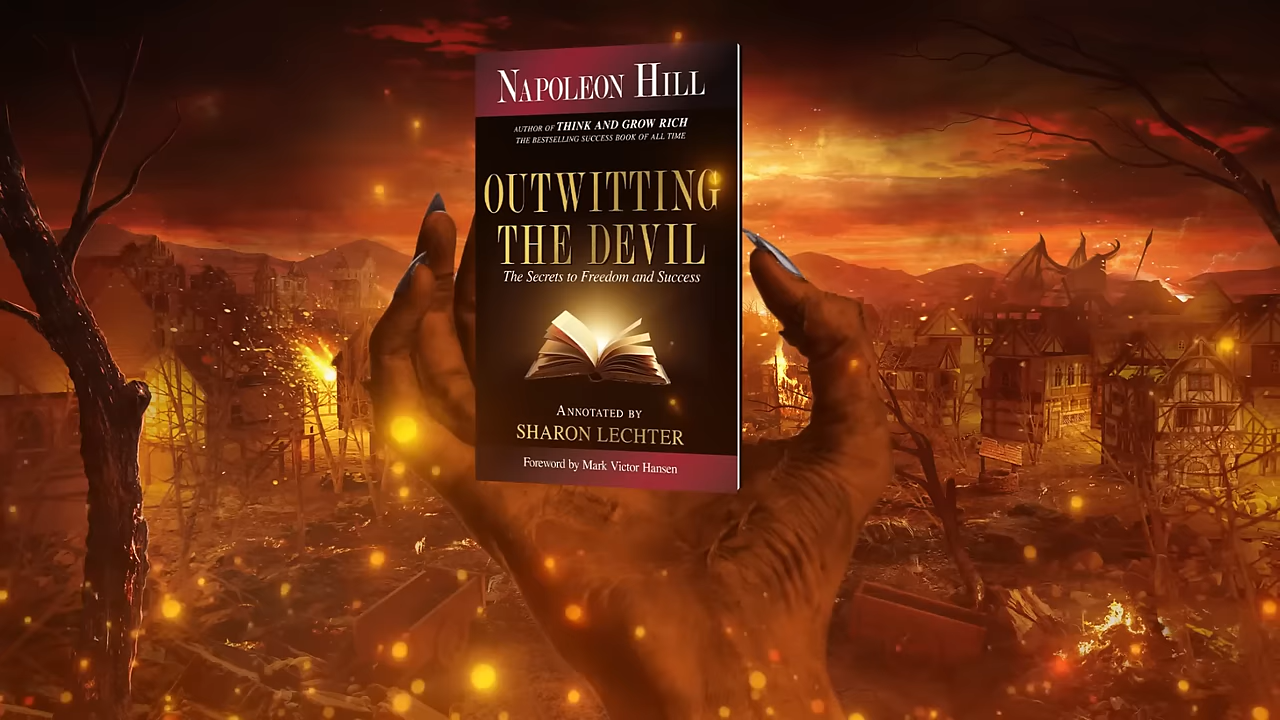 NAPOLEON HILL
AUTHOR OF THINK AND GROW RICH
THE BESTSELLING SUCCESS BOOK OF ALL TIME
OUTWITTING
THE DEVIL
The Secrets to Freedom and Success
ANNOTATED BY
SHARON LECHTER
Foreword by Mark Victor Hansen